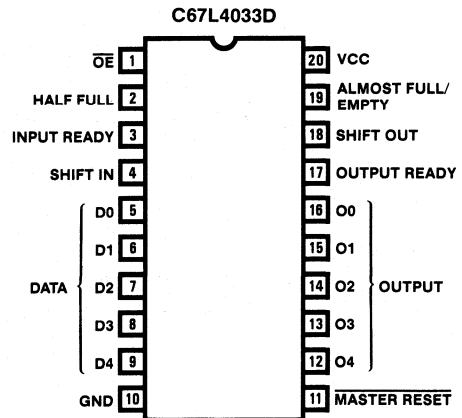 C67L4033D
OE 1 20 VCC
HALF FULL 2 19 ALMOST FULL/
EMPTY
INPUT READY 3 18 SHIFT OUT
SHIFT IN 4 17 OUTPUT READY
D0 5 16 O0
D1 6 15 O1
DATA D2 7 14 O2 OUTPUT
D3 8 13 O3
D4 9 12 O4
GND 10 11 MASTER RESET